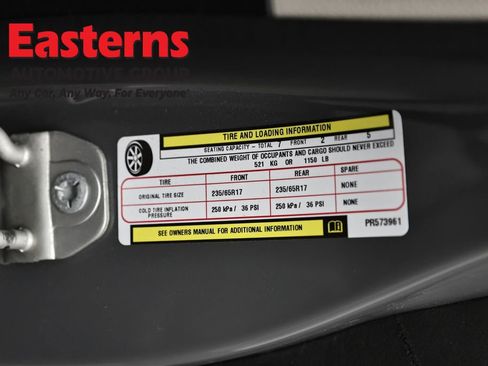 Easterns
AUTOMOTIVE GROUP
Any Car, Any Way, For Everyone®
TIRE AND LOADING INFORMATION
SEATING CAPACITY - TOTAL 7 FRONT 2 REAR 5
THE COMBINED WEIGHT OF OCCUPANTS AND CARGO SHOULD NEVER EXCEED
521 KG OR 1150 LB
TIRE FRONT REAR SPARE
ORIGINAL TIRE SIZE 235/65R17 235/65R17 NONE
COLD TIRE INFLATION PRESSURE 250 kPa / 36 PSI 250 kPa / 36 PSI NONE
SEE OWNERS MANUAL FOR ADDITIONAL INFORMATION PR573961